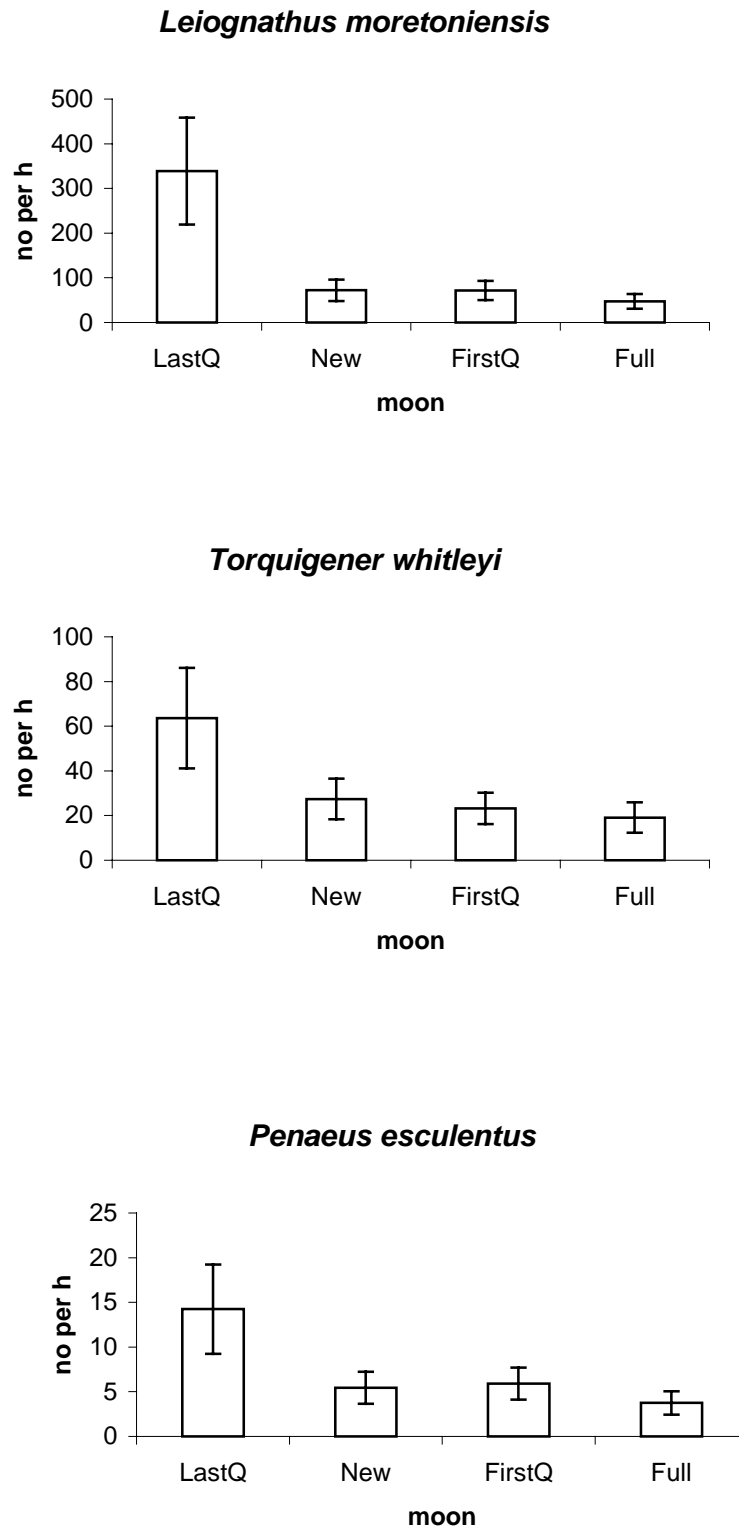 Leiognathus moretoniensis
500
400
300
200
100
0
no per h
LastQ New FirstQ Full
moon
Torquigener whitleyi
100
80
60
40
20
0
no per h
LastQ New FirstQ Full
moon
Penaeus esculentus
25
20
15
10
5
0
no per h
LastQ New FirstQ Full
moon